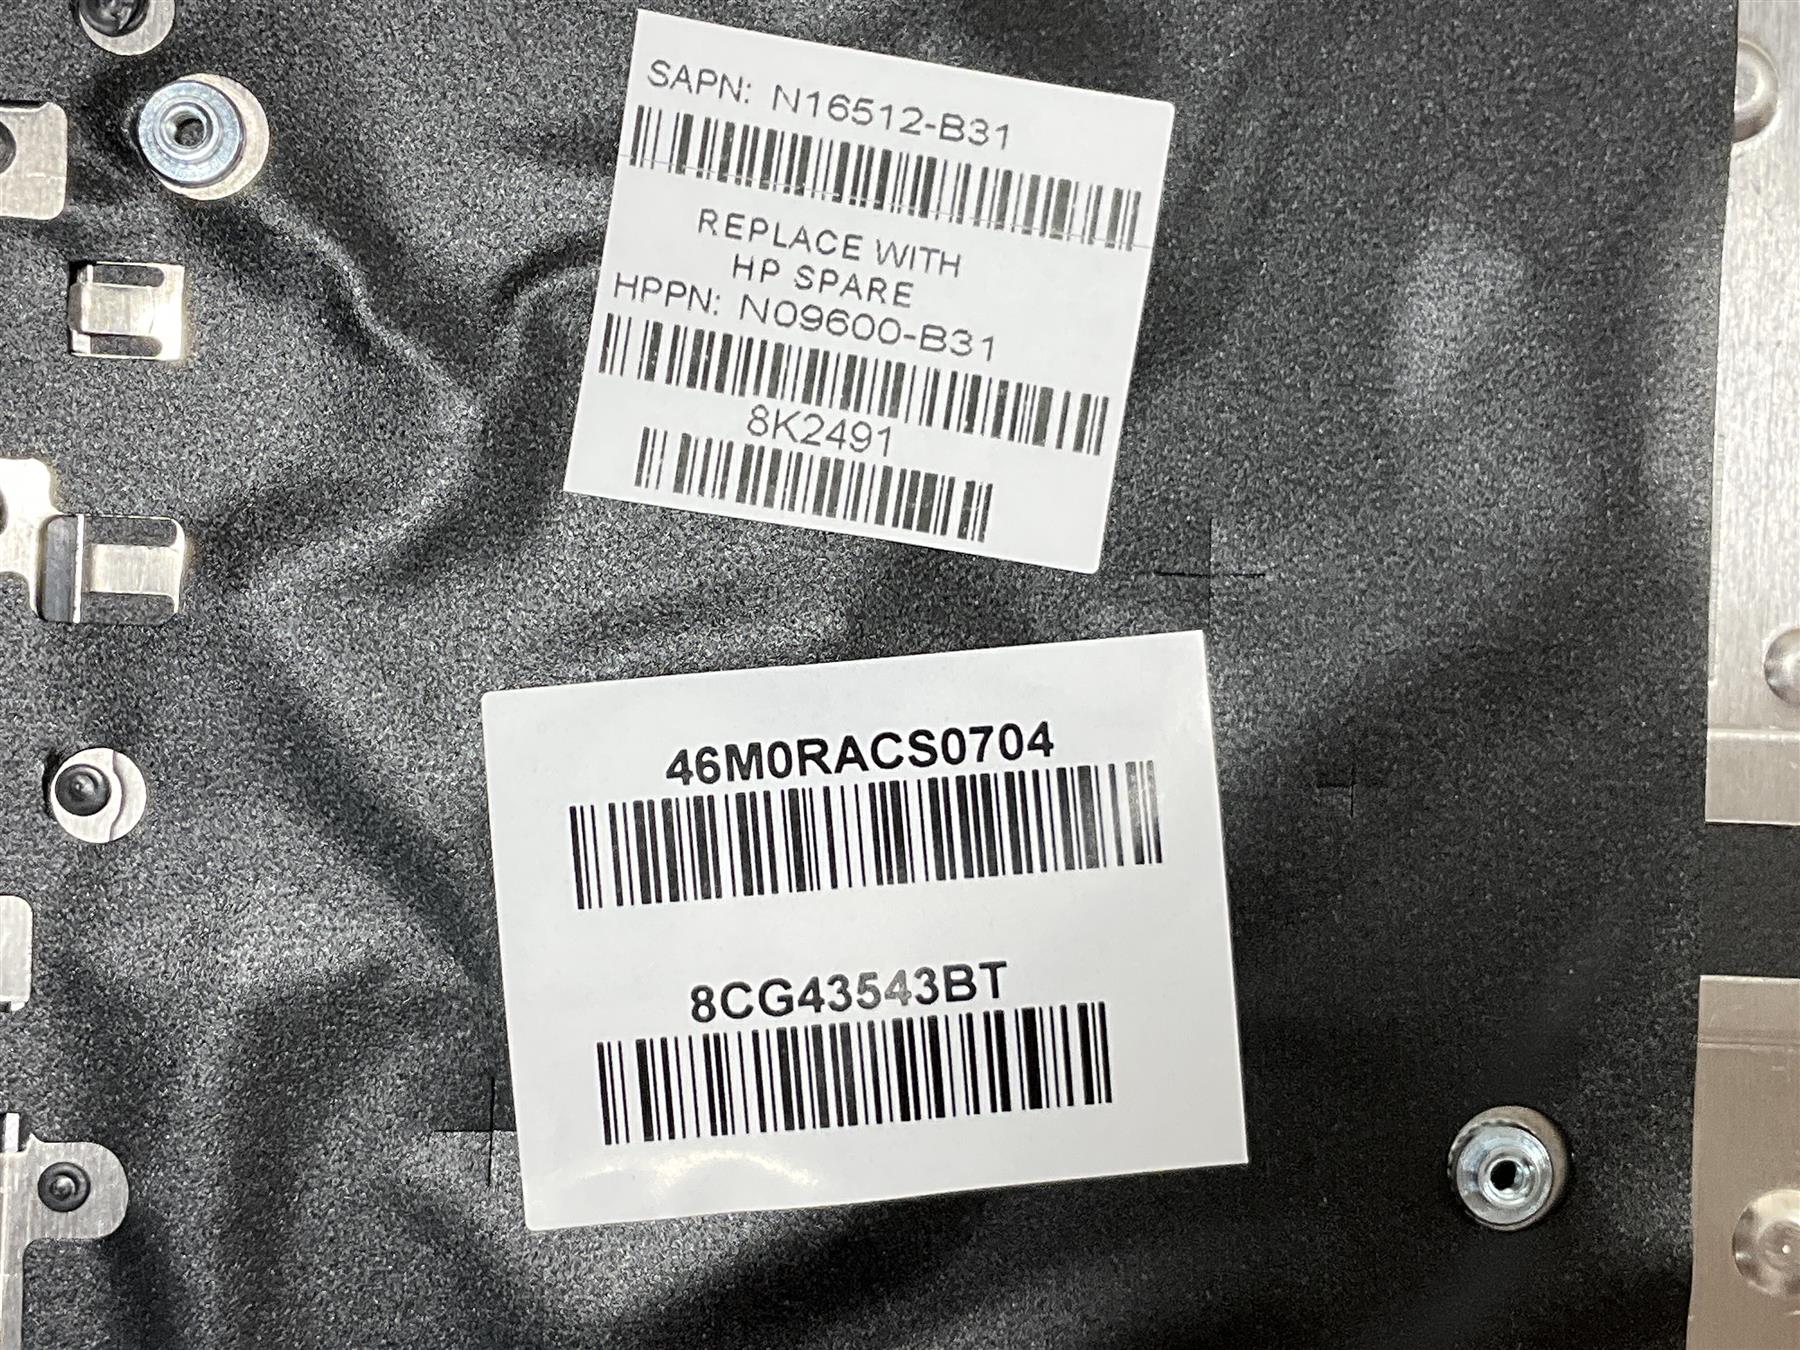 SAPN: N16512-B31
REPLACE WITH
HP SPARE
HPPN: N09600-B31
8K2491
46M0RACS0704
8CG43543BT